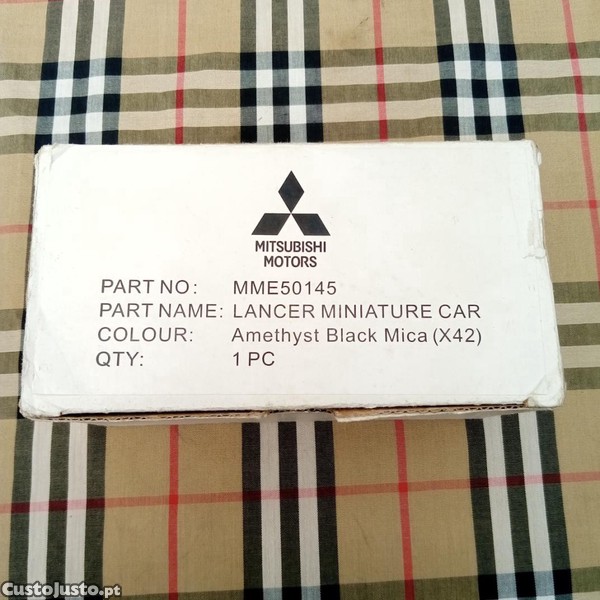 MITSUBISHI
MOTORS
PART NO: MME50145
PART NAME: LANCER MINIATURE CAR
COLOUR: Amethyst Black Mica (X42)
QTY: 1 PC
CustoJusto.pt